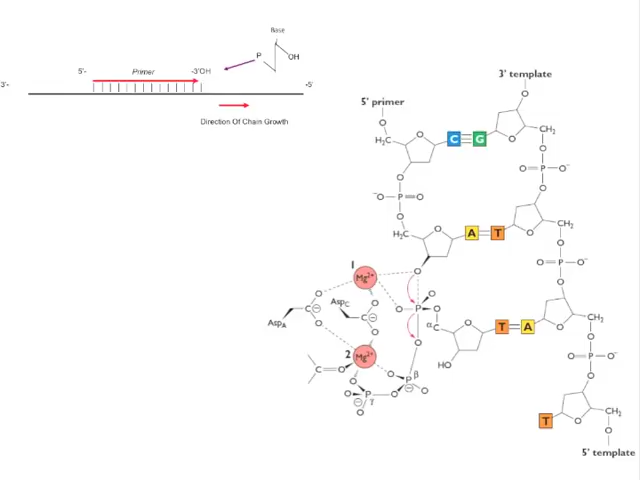 Base
P
OH
5'-
Primer
-3'OH
3'-
-5'
Direction Of Chain Growth
3' template
5' primer
O
O
H₂C
O
C
G
O
CH₂
O
O
⁻O
P
O
O
P
O⁻
O
O
H₂C
O
A
T
O
CH₂
O
1
Mg²⁺
O
O
P
O⁻
O
O
Asp_C
O
O
O
P
O
Asp_A
C
⊖
C
⊖
αC
O
T
A
O
CH₂
O
O
O
2
Mg²⁺
O
HO
O
P
O⁻
C
O
O
O
P
β
O
O
P
γ
O
⊖
O
⊖
O
T
O
CH₂
O
5' template